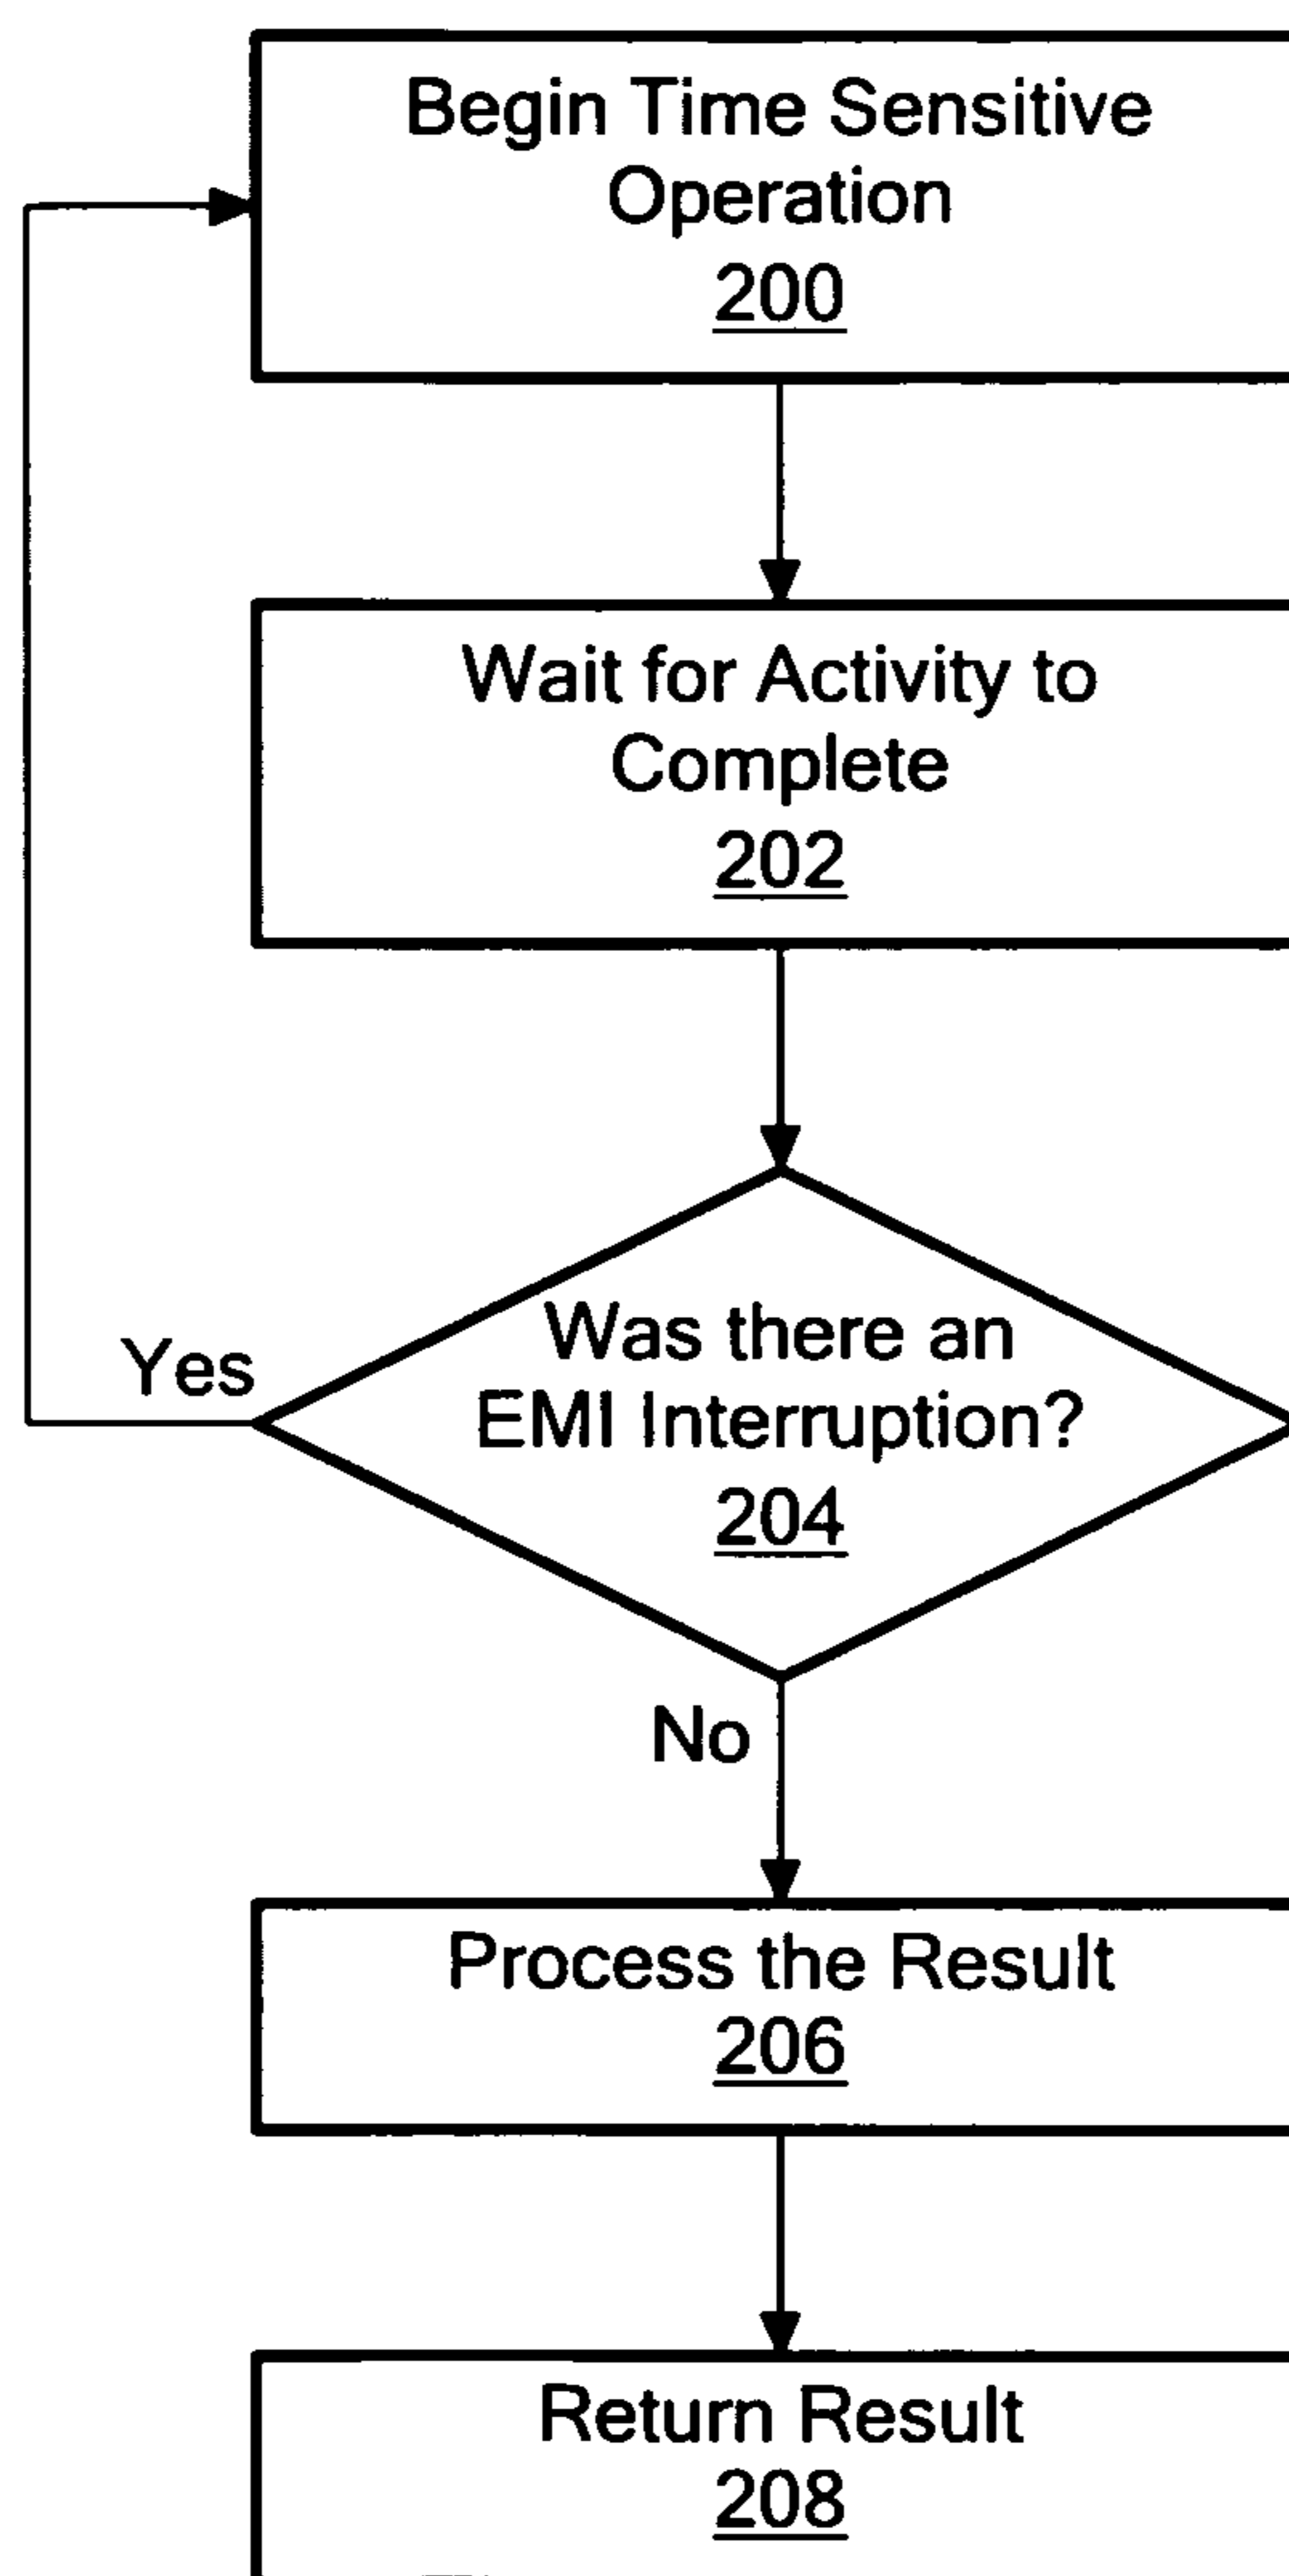 Begin Time Sensitive
Operation
200
Wait for Activity to
Complete
202
Was there an
EMI Interruption?
204
Yes
No
Process the Result
206
Return Result
208